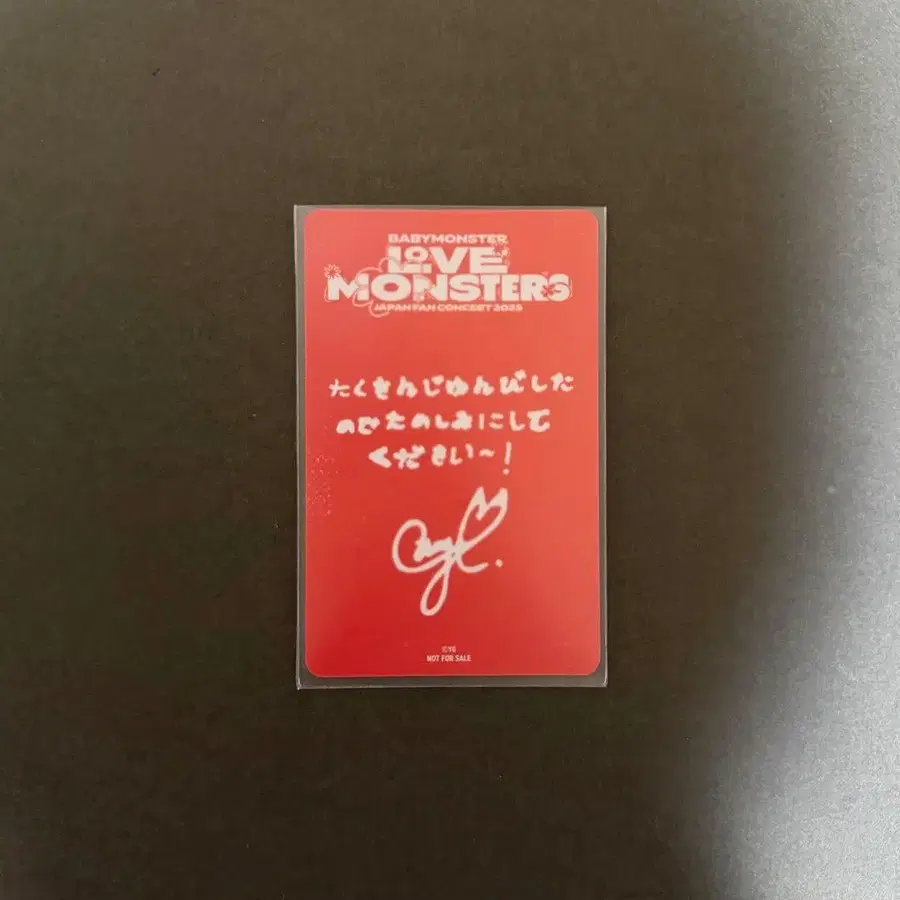 BABYMONSTER
LOVE
MONSTERS
JAPAN FAN CONCERT 2025
たくさんじゅんびした
のでたのしみにして
ください〜!
©YG
NOT FOR SALE